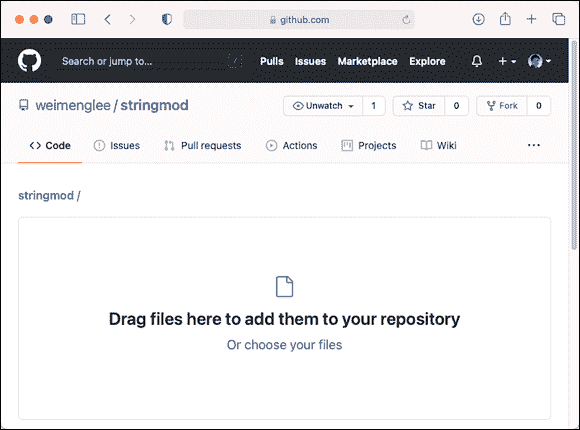 github.com
Search or jump to... / Pulls Issues Marketplace Explore
weimenglee / stringmod Unwatch 1 Star 0 Fork 0
Code Issues Pull requests Actions Projects Wiki ...
stringmod /
Drag files here to add them to your repository
Or choose your files